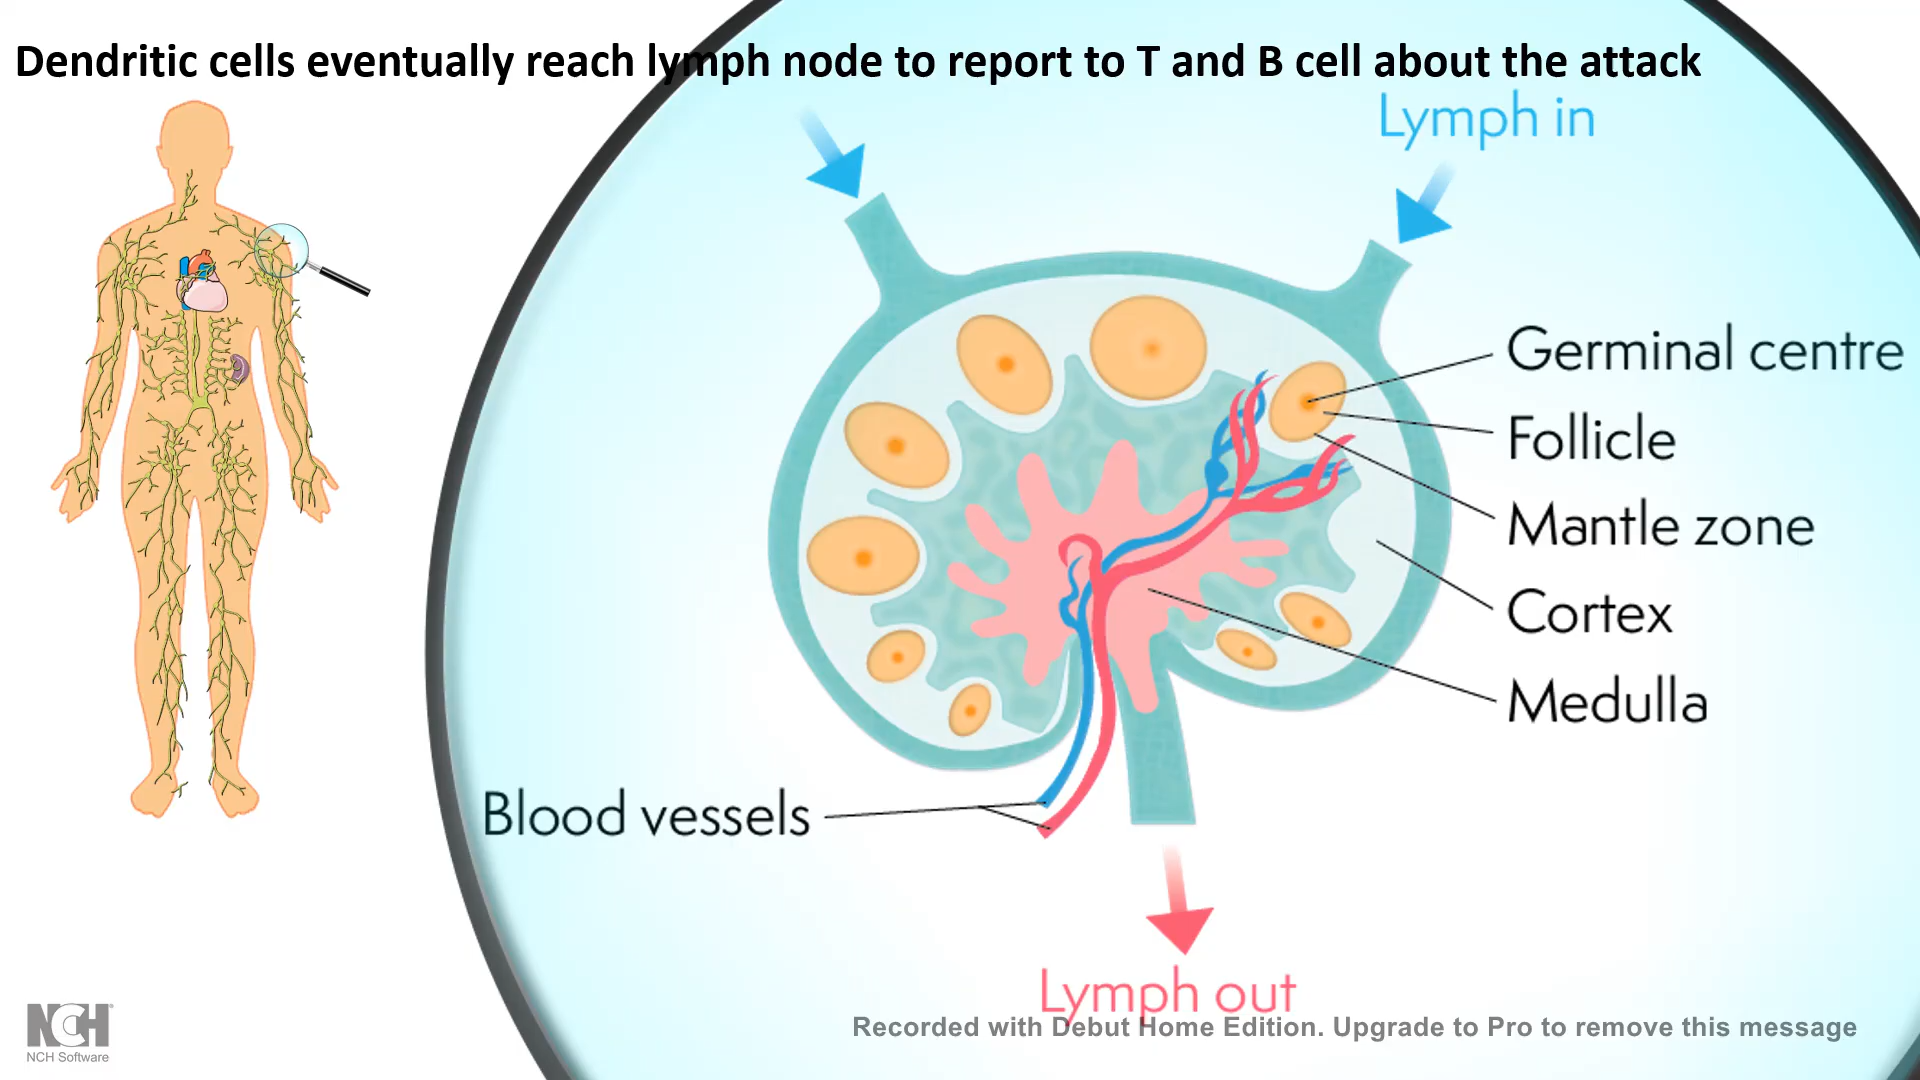 Dendritic cells eventually reach lymph node to report to T and B cell about the attack
Lymph in
Germinal centre
Follicle
Mantle zone
Cortex
Medulla
Blood vessels
Lymph out
Recorded with Debut Home Edition. Upgrade to Pro to remove this message
NCH
NCH Software